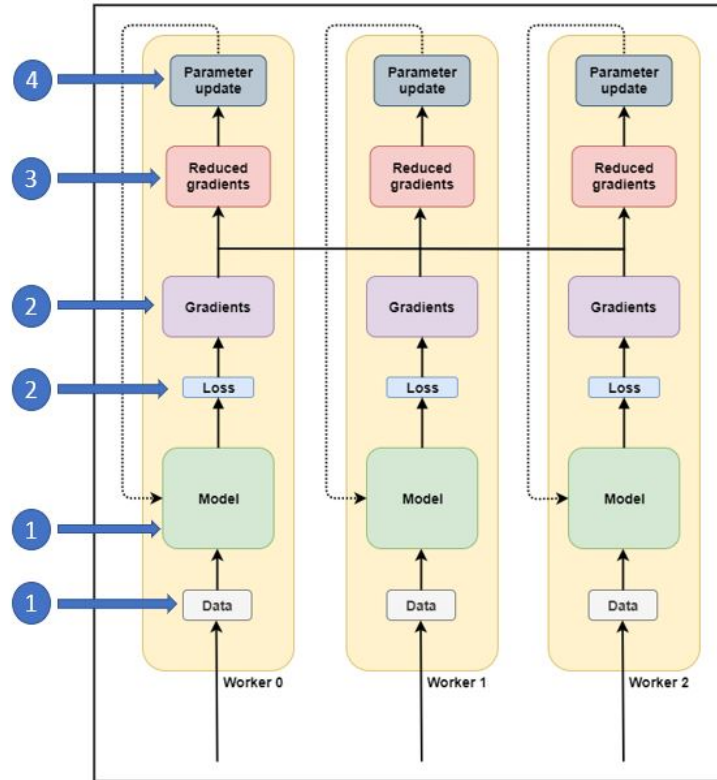 4
Parameter
update
Parameter
update
Parameter
update
3
Reduced
gradients
Reduced
gradients
Reduced
gradients
2
Gradients
Gradients
Gradients
2
Loss
Loss
Loss
1
Model
Model
Model
1
Data
Data
Data
Worker 0
Worker 1
Worker 2